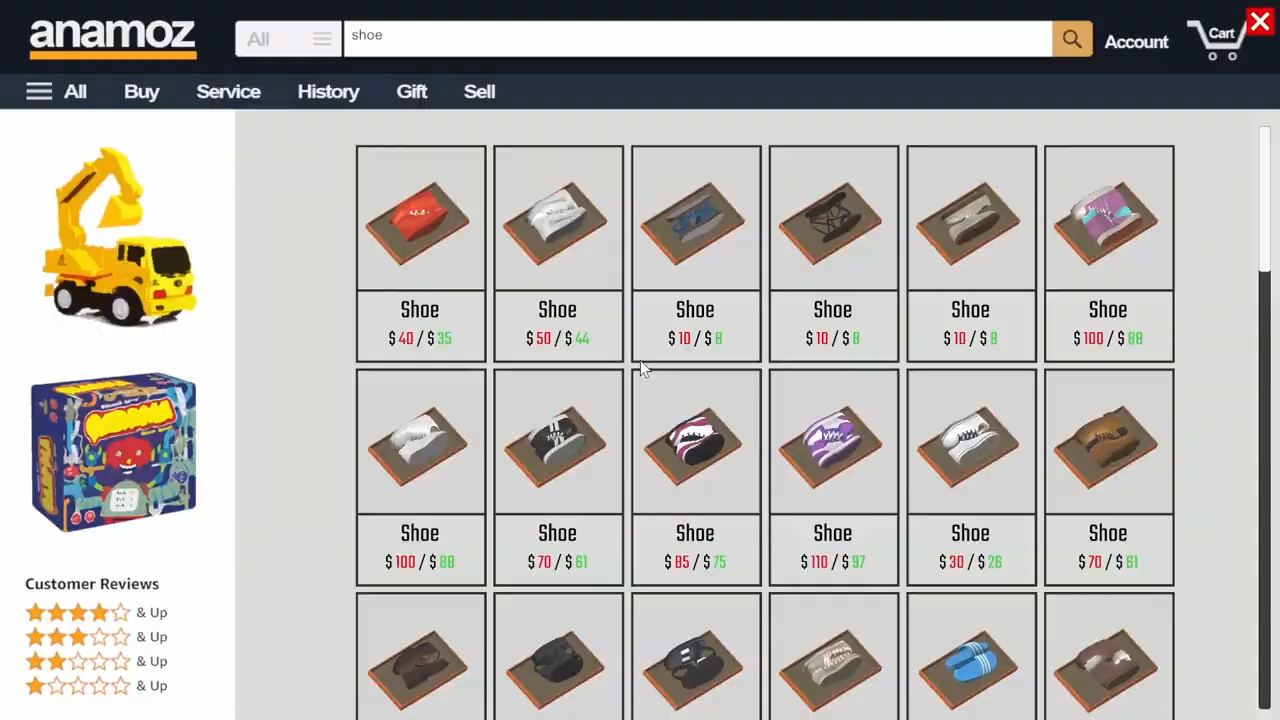 anamoz
All
shoe
Account
Cart
All Buy Service History Gift Sell
Shoe Shoe Shoe Shoe Shoe Shoe
$ 40 / $ 35 $ 50 / $ 44 $ 10 / $ 8 $ 10 / $ 8 $ 10 / $ 8 $ 100 / $ 88
Shoe Shoe Shoe Shoe Shoe Shoe
$ 100 / $ 88 $ 70 / $ 61 $ 85 / $ 75 $ 110 / $ 97 $ 30 / $ 26 $ 70 / $ 61
Customer Reviews
& Up
& Up
& Up
& Up